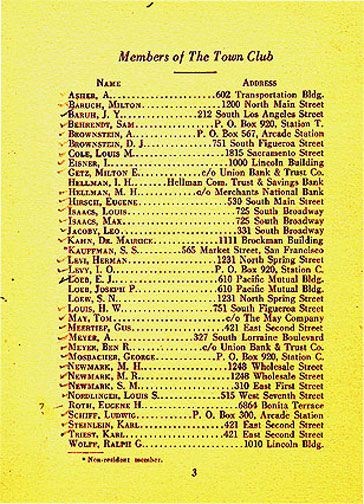 Members of The Town Club
NAME ADDRESS
ASHER, A. 602 Transportation Bldg.
BARUCH, MILTON 1200 North Main Street
BARUH, J. Y. 212 South Los Angeles Street
BEHRENDT, SAM P. O. Box 920, Station T.
BROWNSTEIN, A. P. O. Box 567, Arcade Station
BROWNSTEIN, D. J. 751 South Figueroa Street
COLE, LOUIS M. 1815 Sacramento Street
EISNER, I. 1000 Lincoln Building
GETZ, MILTON E. c/o Union Bank & Trust Co.
HELLMAN, I. H. Hellman Com. Trust & Savings Bank
HELLMAN, M. H. c/o Merchants National Bank
HIRSCH, EUGENE 530 South Main Street
ISAACS, LOUIS 725 South Broadway
ISAACS, MAX 725 South Broadway
JACOBY, LEO 331 South Broadway
KAHN, DR. MAURICE 1111 Brockman Building
*KAUFFMAN, S. S. 565 Market Street, San Francisco
LEVI, HERMAN 1231 North Spring Street
LEVY, I. O. P. O. Box 920, Station C.
LOEB, E. J. 610 Pacific Mutual Bldg.
LOEB, JOSEPH P. 610 Pacific Mutual Bldg.
LOEW, S. N. 1231 North Spring Street
LOUIS, H. W. 751 South Figueroa Street
MAY, TOM c/o The May Company
MEERTIEF, GUS 421 East Second Street
MEYER, A. 327 South Lorraine Boulevard
MEYER, BEN R. c/o Union Bank & Trust Co.
MOSBACHER, GEORGE P. O. Box 920, Station C.
NEWMARK, M. H. 1248 Wholesale Street
NEWMARK, M. R. 1248 Wholesale Street
NEWMARK, S. M. 310 East First Street
NORDLINGER, LOUIS S. 515 West Seventh Street
? ROTH, EUGENE H. 6864 Bonita Terrace
SCHIFF, LUDWIG P. O. Box 300, Arcade Station
STEINLEIN, KARL 421 East Second Street
TRIEST, KARL 421 East Second Street
WOLFF, RALPH G. 1010 Lincoln Bldg.
* Non-resident member.
3